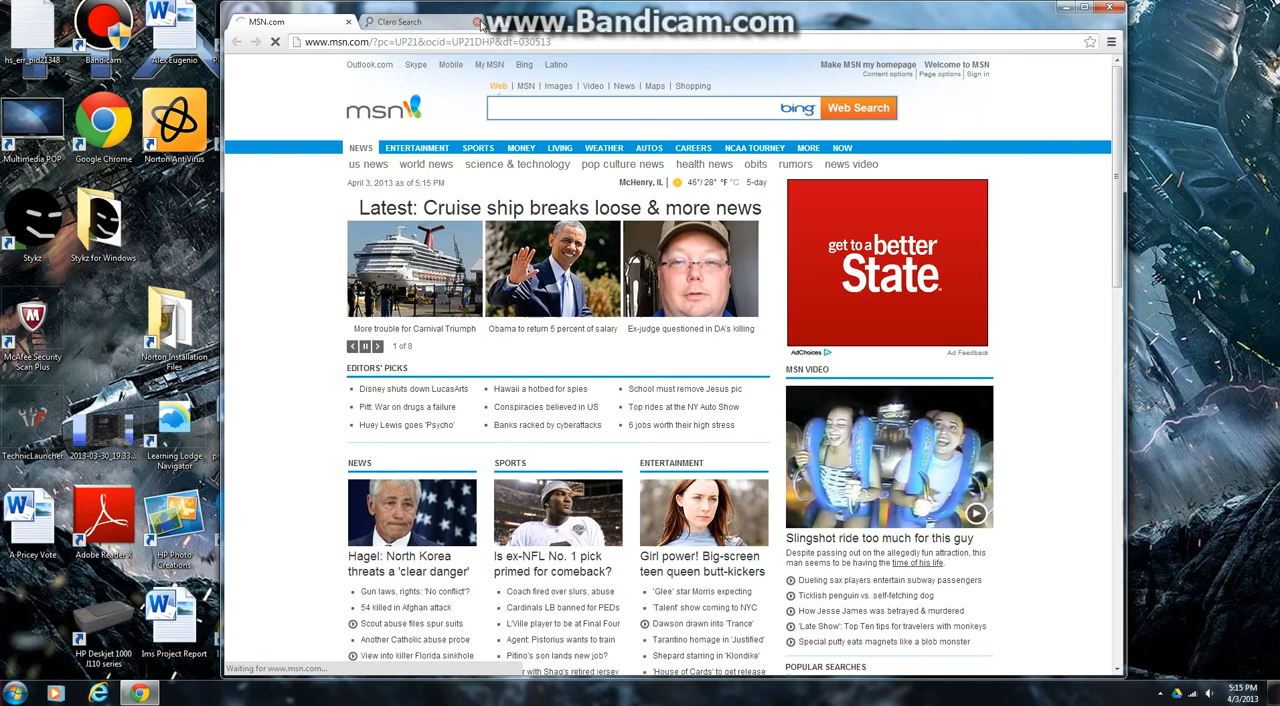 MSN.com
Claro Search
www.Bandicam.com
www.msn.com/?pc=UP21&ocid=UP21DHP&dt=030513
Outlook.com Skype Mobile My MSN Bing Latino
Make MSN my homepage Welcome to MSN
Content options Page options Sign in
Web MSN Images Video News Maps Shopping
msn
bing Web Search
NEWS ENTERTAINMENT SPORTS MONEY LIVING WEATHER AUTOS CAREERS NCAA TOURNEY MORE NOW
us news world news science & technology pop culture news health news obits rumors news video
April 3, 2013 as of 5:15 PM
McHenry, IL 46°/ 28° °F °C 5-day
Latest: Cruise ship breaks loose & more news
More trouble for Carnival Triumph
Obama to return 5 percent of salary
Ex-judge questioned in DA's killing
1 of 8
get to a better
State.
AdChoices
Ad Feedback
EDITORS' PICKS
Disney shuts down LucasArts
Hawaii a hotbed for spies
School must remove Jesus pic
Pitt: War on drugs a failure
Conspiracies believed in US
Top rides at the NY Auto Show
Huey Lewis goes 'Psycho'
Banks racked by cyberattacks
6 jobs worth their high stress
MSN VIDEO
Slingshot ride too much for this guy
Despite passing out on the allegedly fun attraction, this
man seems to be having the time of his life.
Dueling sax players entertain subway passengers
Ticklish penguin vs. self-fetching dog
How Jesse James was betrayed & murdered
'Late Show': Top Ten tips for travelers with monkeys
Special putty eats magnets like a blob monster
POPULAR SEARCHES
NEWS
Hagel: North Korea
threats a 'clear danger'
Gun laws, rights: 'No conflict'?
54 killed in Afghan attack
Scout abuse files spur suits
Another Catholic abuse probe
View into killer Florida sinkhole
SPORTS
Is ex-NFL No. 1 pick
primed for comeback?
Coach fired over slurs, abuse
Cardinals LB banned for PEDs
L'Ville player to be at Final Four
Agent: Pistorius wants to train
Pitino's son lands new job?
with Shaq's retired jersey
ENTERTAINMENT
Girl power! Big-screen
teen queen butt-kickers
'Glee' star Morris expecting
'Talent' show coming to NYC
Dawson drawn into 'Trance'
Tarantino homage in 'Justified'
Shepard starring in 'Klondike'
'House of Cards' to get release
Waiting for www.msn.com...
hs_err_pid21348
Bandicam
Alex Eugenio
Multimedia POP
Google Chrome
Norton AntiVirus
Stykz
Stykz for Windows
McAfee Security
Scan Plus
Norton Installation
Files
TechnicLauncher
2013-03-30_19.33...
Learning Lodge
Navigator
A Pricey Vote
Adobe Reader X
HP Photo
Creations
HP Deskjet 1000
J110 series
Ims Project Report
5:15 PM
4/3/2013